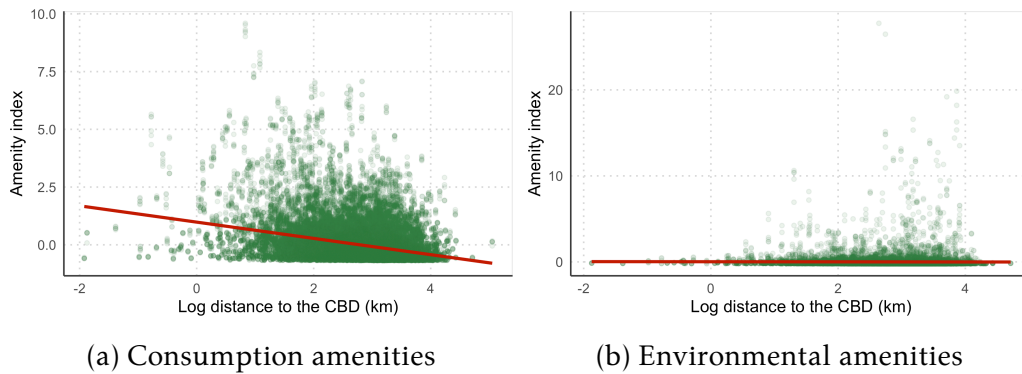 10.0
7.5
5.0
2.5
0.0
Amenity index
-2 0 2 4
Log distance to the CBD (km)
(a) Consumption amenities
20
10
0
Amenity index
-2 0 2 4
Log distance to the CBD (km)
(b) Environmental amenities